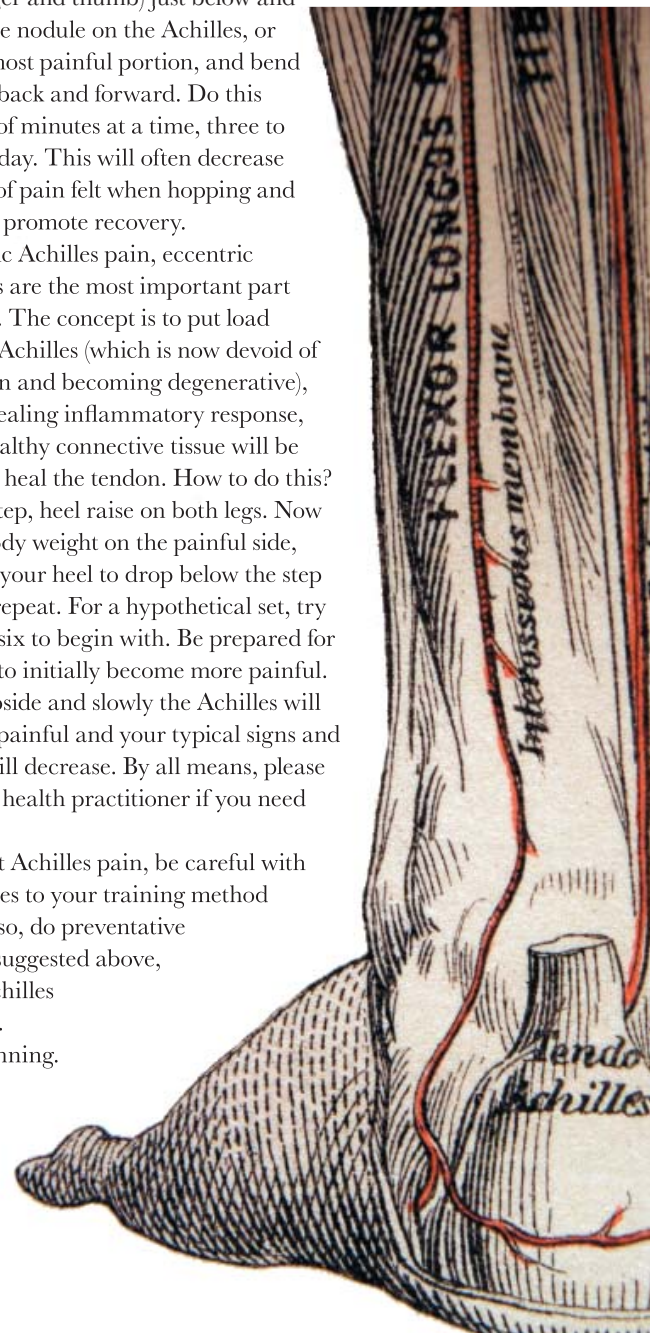 ger and thumb) just below and
e nodule on the Achilles, or
nost painful portion, and bend
back and forward. Do this
of minutes at a time, three to
day. This will often decrease
of pain felt when hopping and
promote recovery.
ic Achilles pain, eccentric
s are the most important part
. The concept is to put load
Achilles (which is now devoid of
n and becoming degenerative),
ealing inflammatory response,
althy connective tissue will be
heal the tendon. How to do this?
tep, heel raise on both legs. Now
dy weight on the painful side,
your heel to drop below the step
repeat. For a hypothetical set, try
six to begin with. Be prepared for
to initially become more painful.
oside and slowly the Achilles will
painful and your typical signs and
ill decrease. By all means, please
health practitioner if you need
t Achilles pain, be careful with
es to your training method
so, do preventative
suggested above,
chilles
.
nning.
FLEXOR LONGUS PO
TIB
Interosseous membrane
Tendo
Achilles